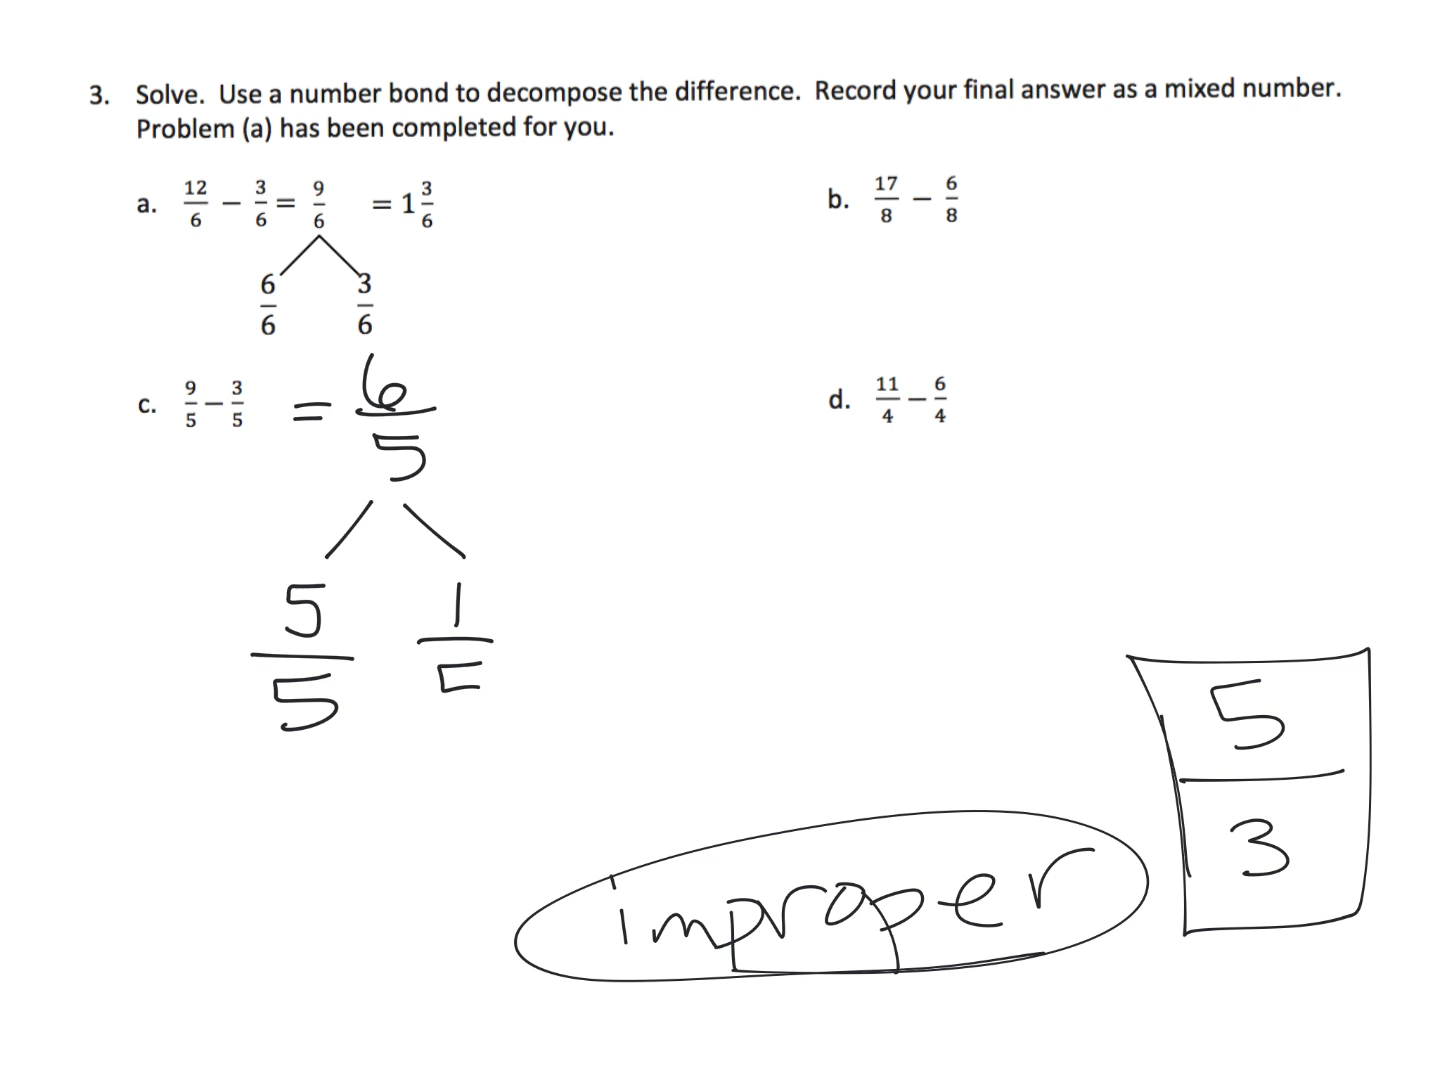 3. Solve. Use a number bond to decompose the difference. Record your final answer as a mixed number.
Problem (a) has been completed for you.
a. 12/6 − 3/6 = 9/6 = 1 3/6
6/6 3/6
b. 17/8 − 6/8
c. 9/5 − 3/5 = 6/5
5/5 1/5
d. 11/4 − 6/4
5/3
improper